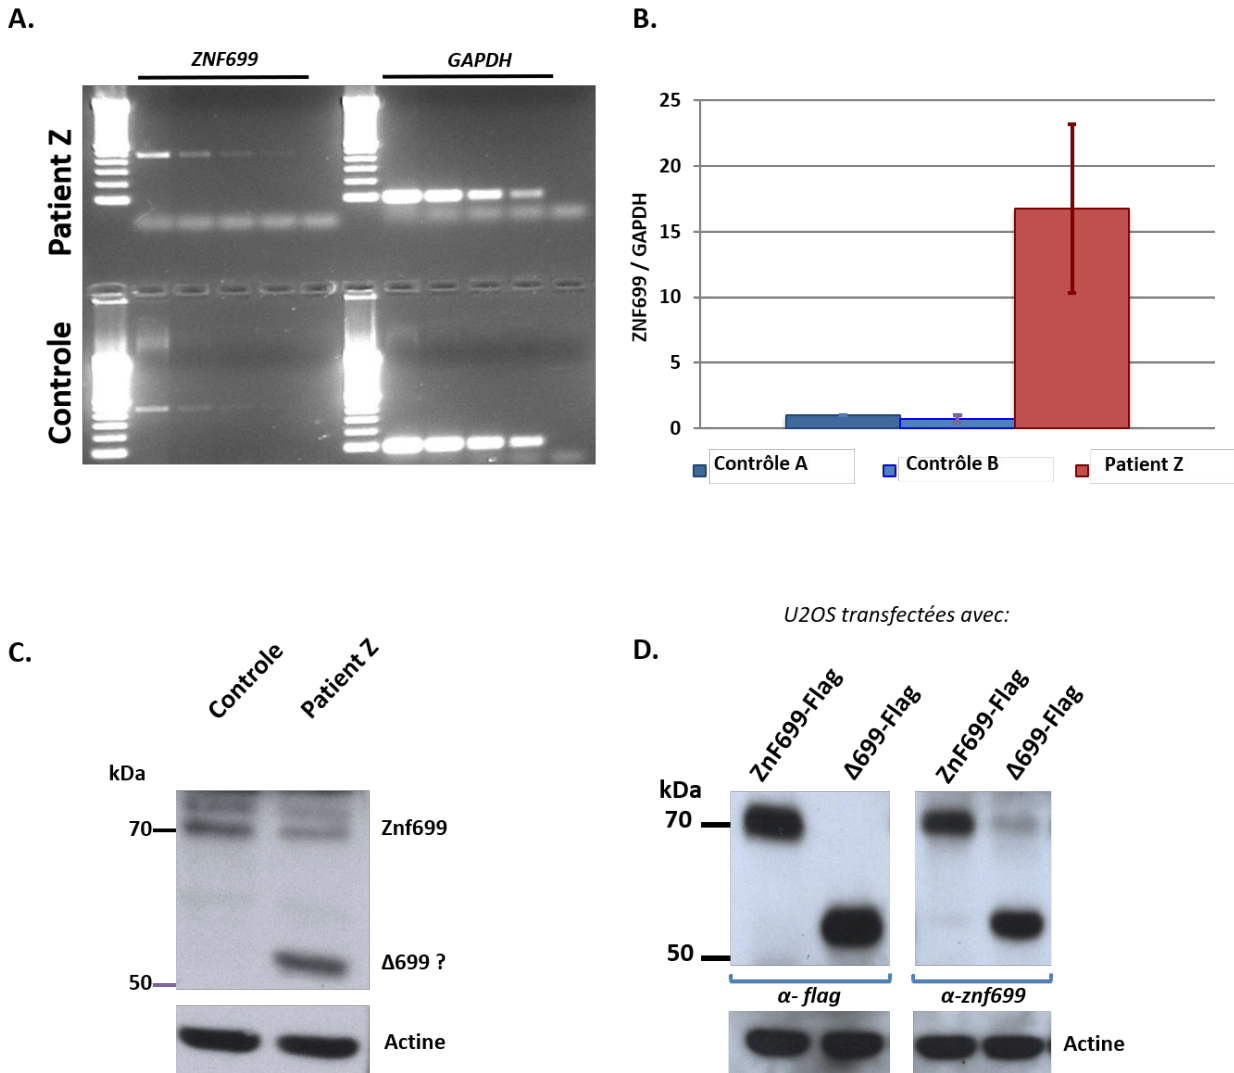 A.
ZNF699
GAPDH
Patient Z
Controle
B.
ZNF699 / GAPDH
25
20
15
10
5
0
Contrôle A
Contrôle B
Patient Z
C.
Controle
Patient Z
kDa
70
Znf699
Δ699 ?
50
Actine
U2OS transfectées avec:
D.
ZnF699-Flag
Δ699-Flag
ZnF699-Flag
Δ699-Flag
kDa
70
50
α- flag
α-znf699
Actine